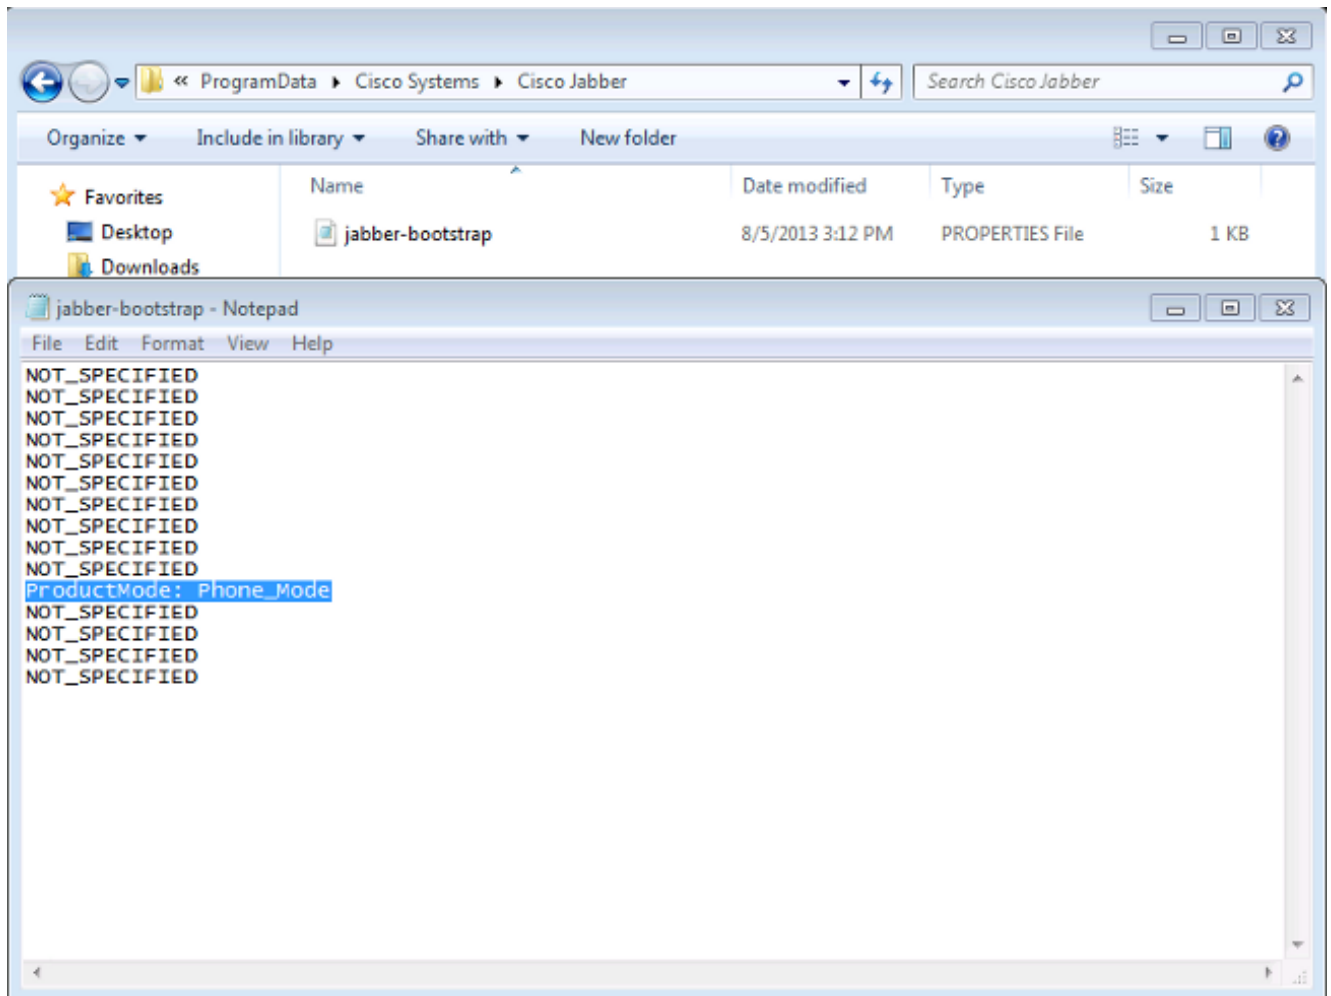 « ProgramData ▸ Cisco Systems ▸ Cisco Jabber
Search Cisco Jabber
Organize Include in library Share with New folder
Favorites
Desktop
Downloads
Name Date modified Type Size
jabber-bootstrap 8/5/2013 3:12 PM PROPERTIES File 1 KB
jabber-bootstrap - Notepad
File Edit Format View Help
NOT_SPECIFIED
NOT_SPECIFIED
NOT_SPECIFIED
NOT_SPECIFIED
NOT_SPECIFIED
NOT_SPECIFIED
NOT_SPECIFIED
NOT_SPECIFIED
NOT_SPECIFIED
NOT_SPECIFIED
ProductMode: Phone_Mode
NOT_SPECIFIED
NOT_SPECIFIED
NOT_SPECIFIED
NOT_SPECIFIED